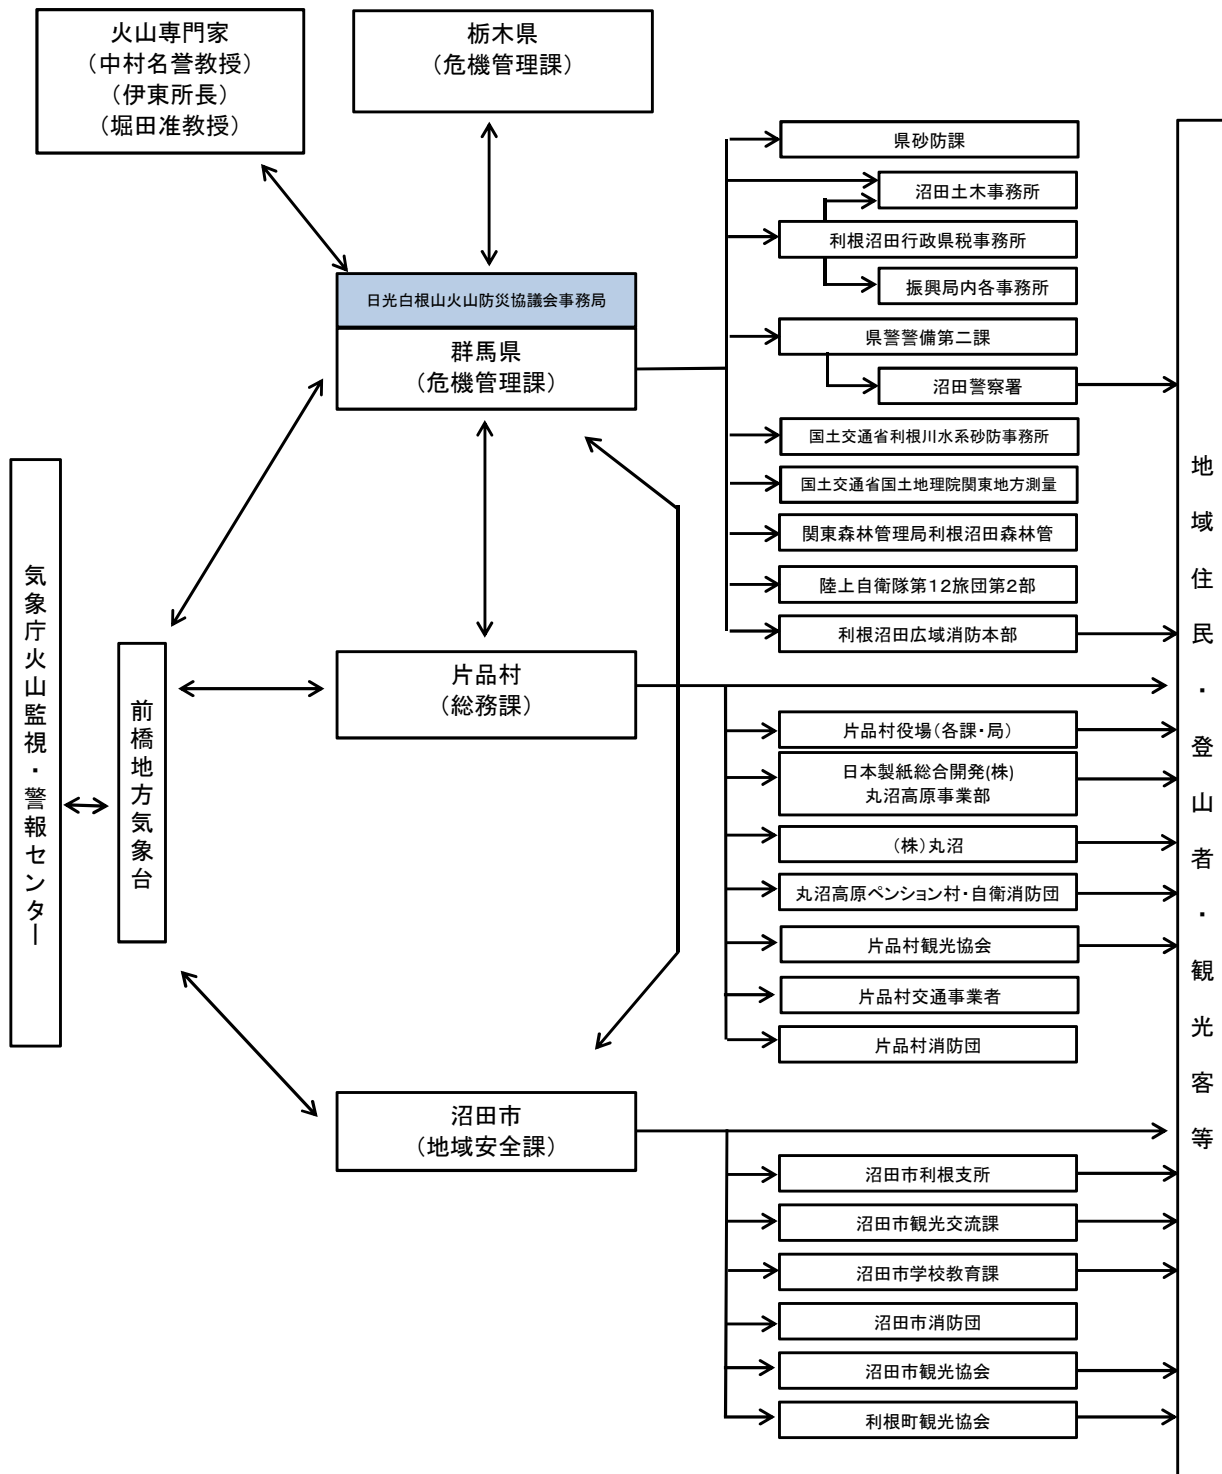 火山専門家
（中村名誉教授）
（伊東所長）
（堀田准教授）
栃木県
（危機管理課）
日光白根山火山防災協議会事務局
群馬県
（危機管理課）
県砂防課
沼田土木事務所
利根沼田行政県税事務所
振興局内各事務所
県警警備第二課
沼田警察署
国土交通省利根川水系砂防事務所
国土交通省国土地理院関東地方測量
関東森林管理局利根沼田森林管
陸上自衛隊第１２旅団第２部
利根沼田広域消防本部
気象庁火山監視・警報センター
前橋地方気象台
片品村
（総務課）
片品村役場（各課・局）
日本製紙総合開発(株)
丸沼高原事業部
（株）丸沼
丸沼高原ペンション村・自衛消防団
片品村観光協会
片品村交通事業者
片品村消防団
沼田市
（地域安全課）
沼田市利根支所
沼田市観光交流課
沼田市学校教育課
沼田市消防団
沼田市観光協会
利根町観光協会
地域住民・登山者・観光客等